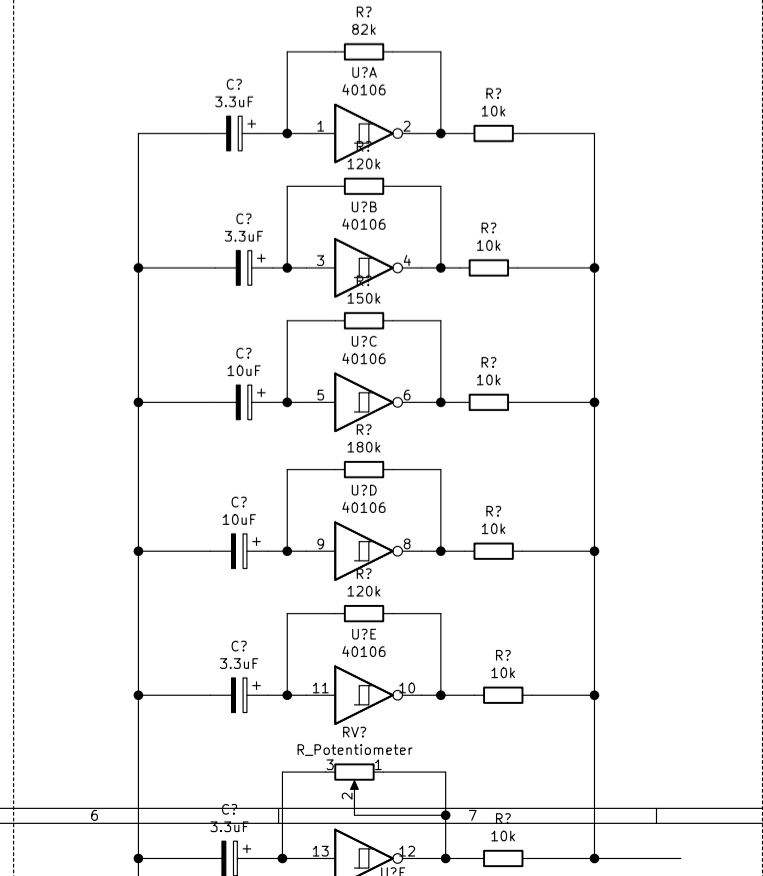 R?
82k
U?A
40106
C?
3.3uF
+
1
2
R?
10k
R?
120k
U?B
40106
C?
3.3uF
+
3
4
R?
10k
R?
150k
U?C
40106
C?
10uF
+
5
6
R?
10k
R?
180k
U?D
40106
C?
10uF
+
9
8
R?
10k
R?
120k
U?E
40106
C?
3.3uF
+
11
10
R?
10k
RV?
R_Potentiometer
3
1
2
6
7
C?
3.3uF
+
13
12
R?
10k
U?F